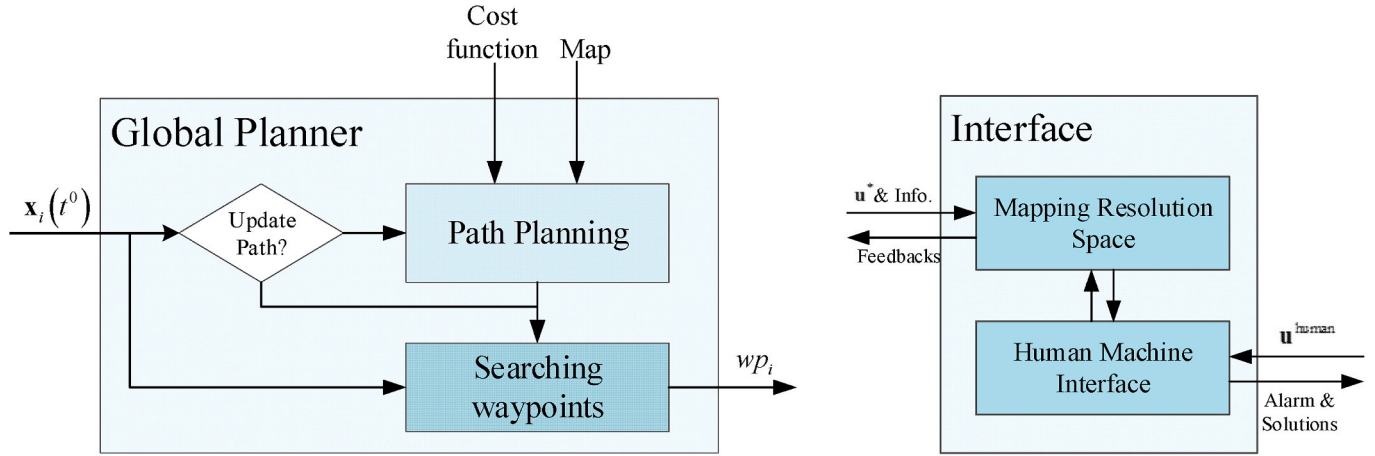 Cost
function
Map
Global Planner
x_i(t^0)
Update
Path?
Path Planning
Searching
waypoints
wp_i
Interface
u^* & Info.
Feedbacks
Mapping Resolution
Space
Human Machine
Interface
u^human
Alarm &
Solutions